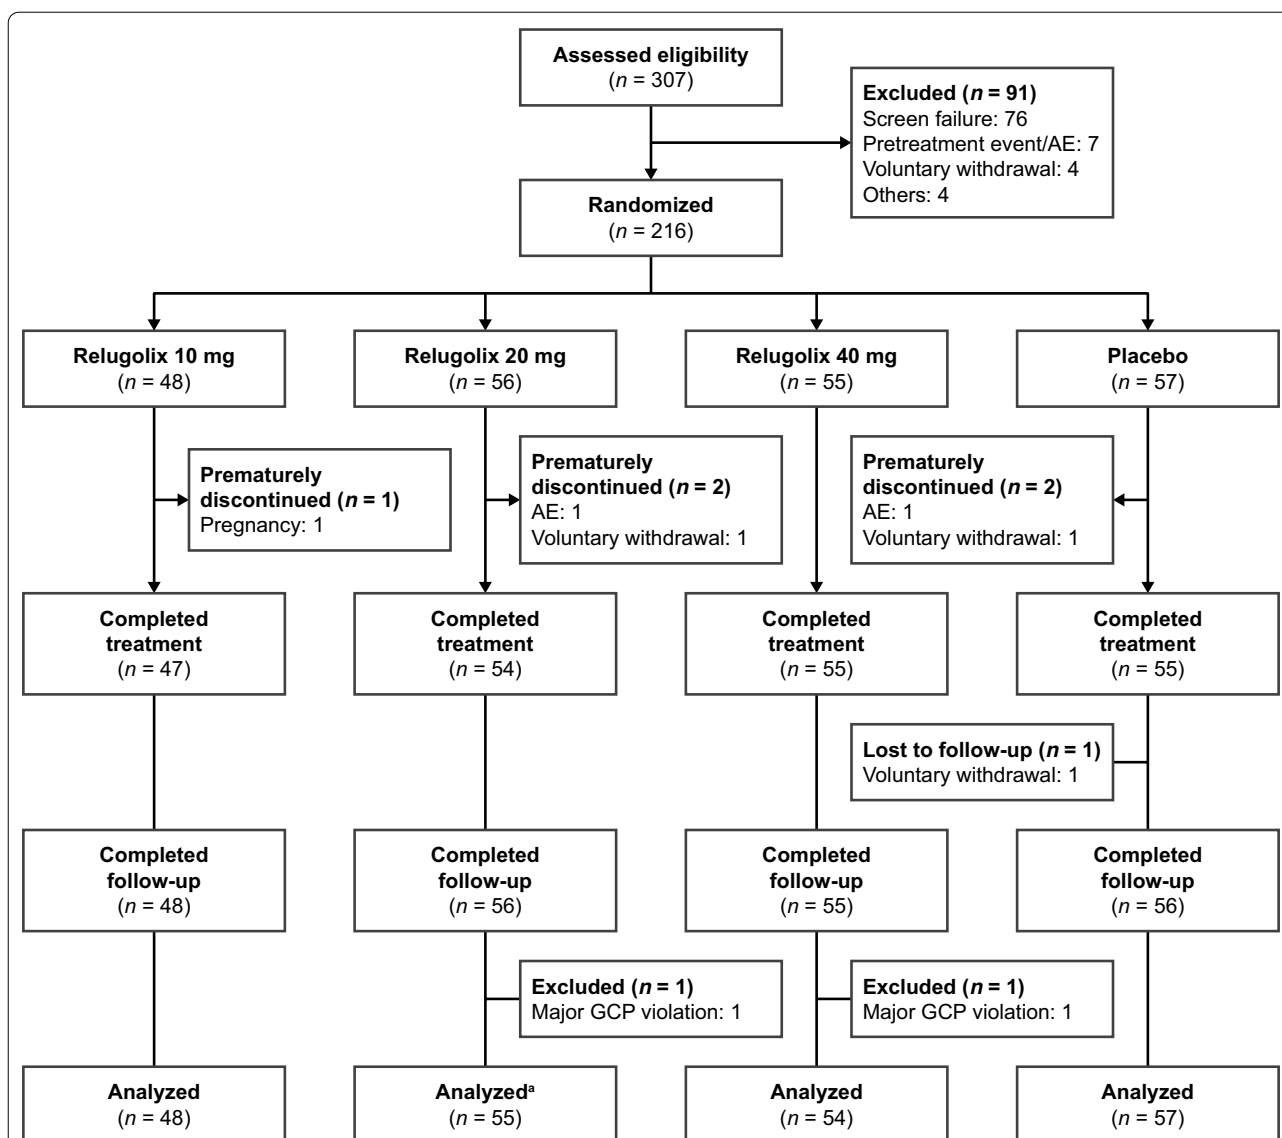 Assessed eligibility
(n = 307)
Excluded (n = 91)
Screen failure: 76
Pretreatment event/AE: 7
Voluntary withdrawal: 4
Others: 4
Randomized
(n = 216)
Relugolix 10 mg
(n = 48)
Relugolix 20 mg
(n = 56)
Relugolix 40 mg
(n = 55)
Placebo
(n = 57)
Prematurely
discontinued (n = 1)
Pregnancy: 1
Prematurely
discontinued (n = 2)
AE: 1
Voluntary withdrawal: 1
Prematurely
discontinued (n = 2)
AE: 1
Voluntary withdrawal: 1
Completed
treatment
(n = 47)
Completed
treatment
(n = 54)
Completed
treatment
(n = 55)
Completed
treatment
(n = 55)
Lost to follow-up (n = 1)
Voluntary withdrawal: 1
Completed
follow-up
(n = 48)
Completed
follow-up
(n = 56)
Completed
follow-up
(n = 55)
Completed
follow-up
(n = 56)
Excluded (n = 1)
Major GCP violation: 1
Excluded (n = 1)
Major GCP violation: 1
Analyzed
(n = 48)
Analyzedᵃ
(n = 55)
Analyzed
(n = 54)
Analyzed
(n = 57)